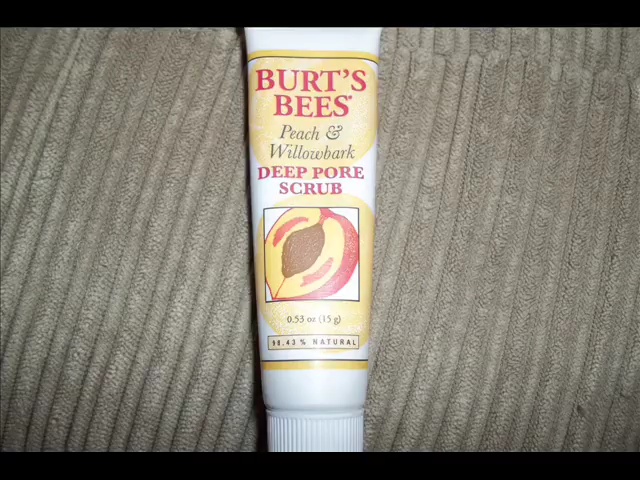 BURT'S
BEES
Peach &
Willowbark
DEEP PORE
SCRUB
0.53 oz (15 g)
98.43% NATURAL